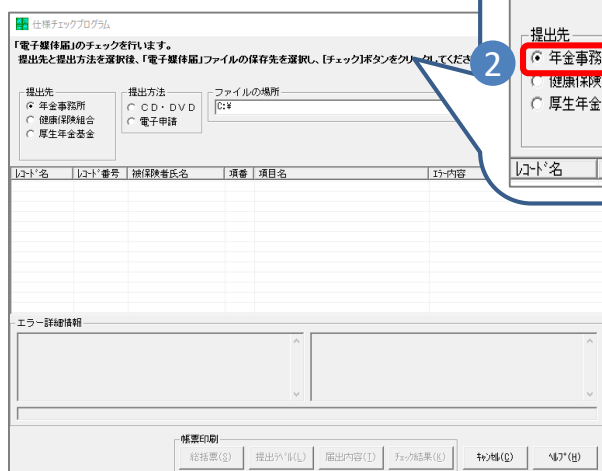 仕様チェックプログラム
「電子媒体届」のチェックを行います。
提出先と提出方法を選択後、「電子媒体届」ファイルの保存先を選択し、[チェック]ボタンをクリックしてくださ
提出先
年金事務所
健康保険組合
厚生年金基金
提出方法
CD・DVD
電子申請
ファイルの場所
C:¥
ﾚｺｰﾄﾞ名 ﾚｺｰﾄﾞ番号 被保険者氏名 項番 項目名 ｴﾗｰ内容
エラー詳細情報
帳票印刷
総括票(S) 提出ﾗﾍﾞﾙ(L) 届出内容(T) ﾁｪｯｸ結果(K) ｷｬﾝｾﾙ(C) ﾍﾙﾌﾟ(H)
2
提出先
年金事務
健康保険
厚生年金
ﾚｺｰﾄﾞ名